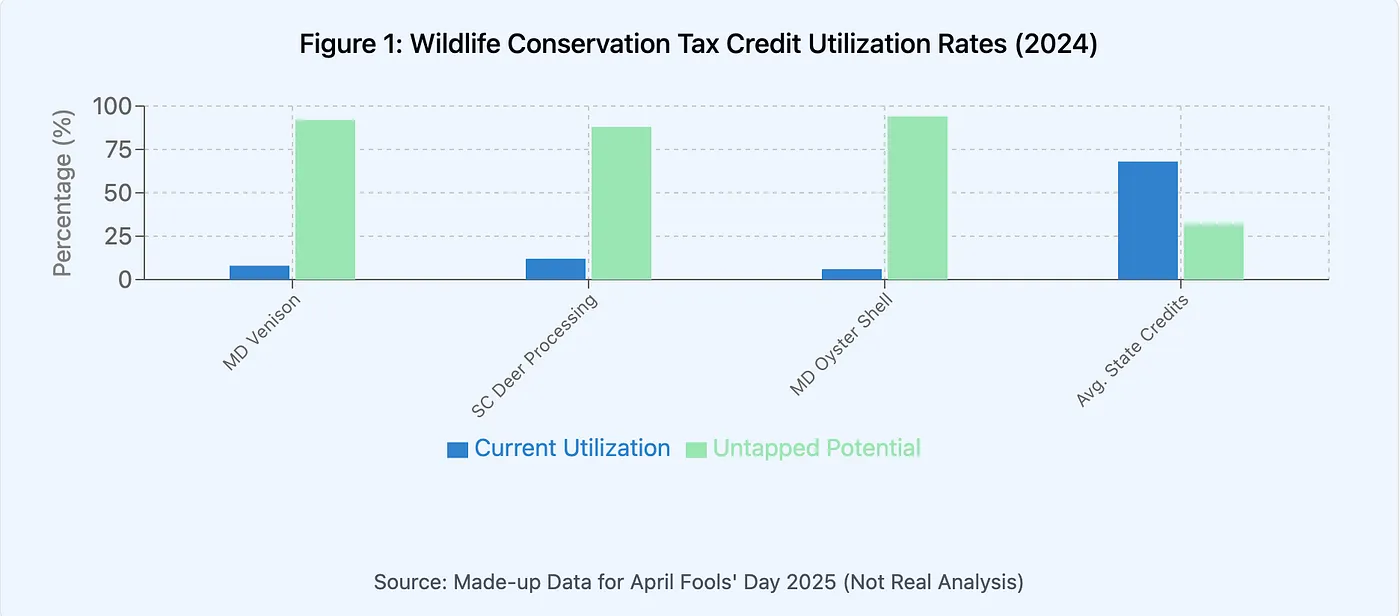 Figure 1: Wildlife Conservation Tax Credit Utilization Rates (2024)
Percentage (%)
100
75
50
25
0
MD Venison
SC Deer Processing
MD Oyster Shell
Avg. State Credits
Current Utilization Untapped Potential
Source: Made-up Data for April Fools' Day 2025 (Not Real Analysis)